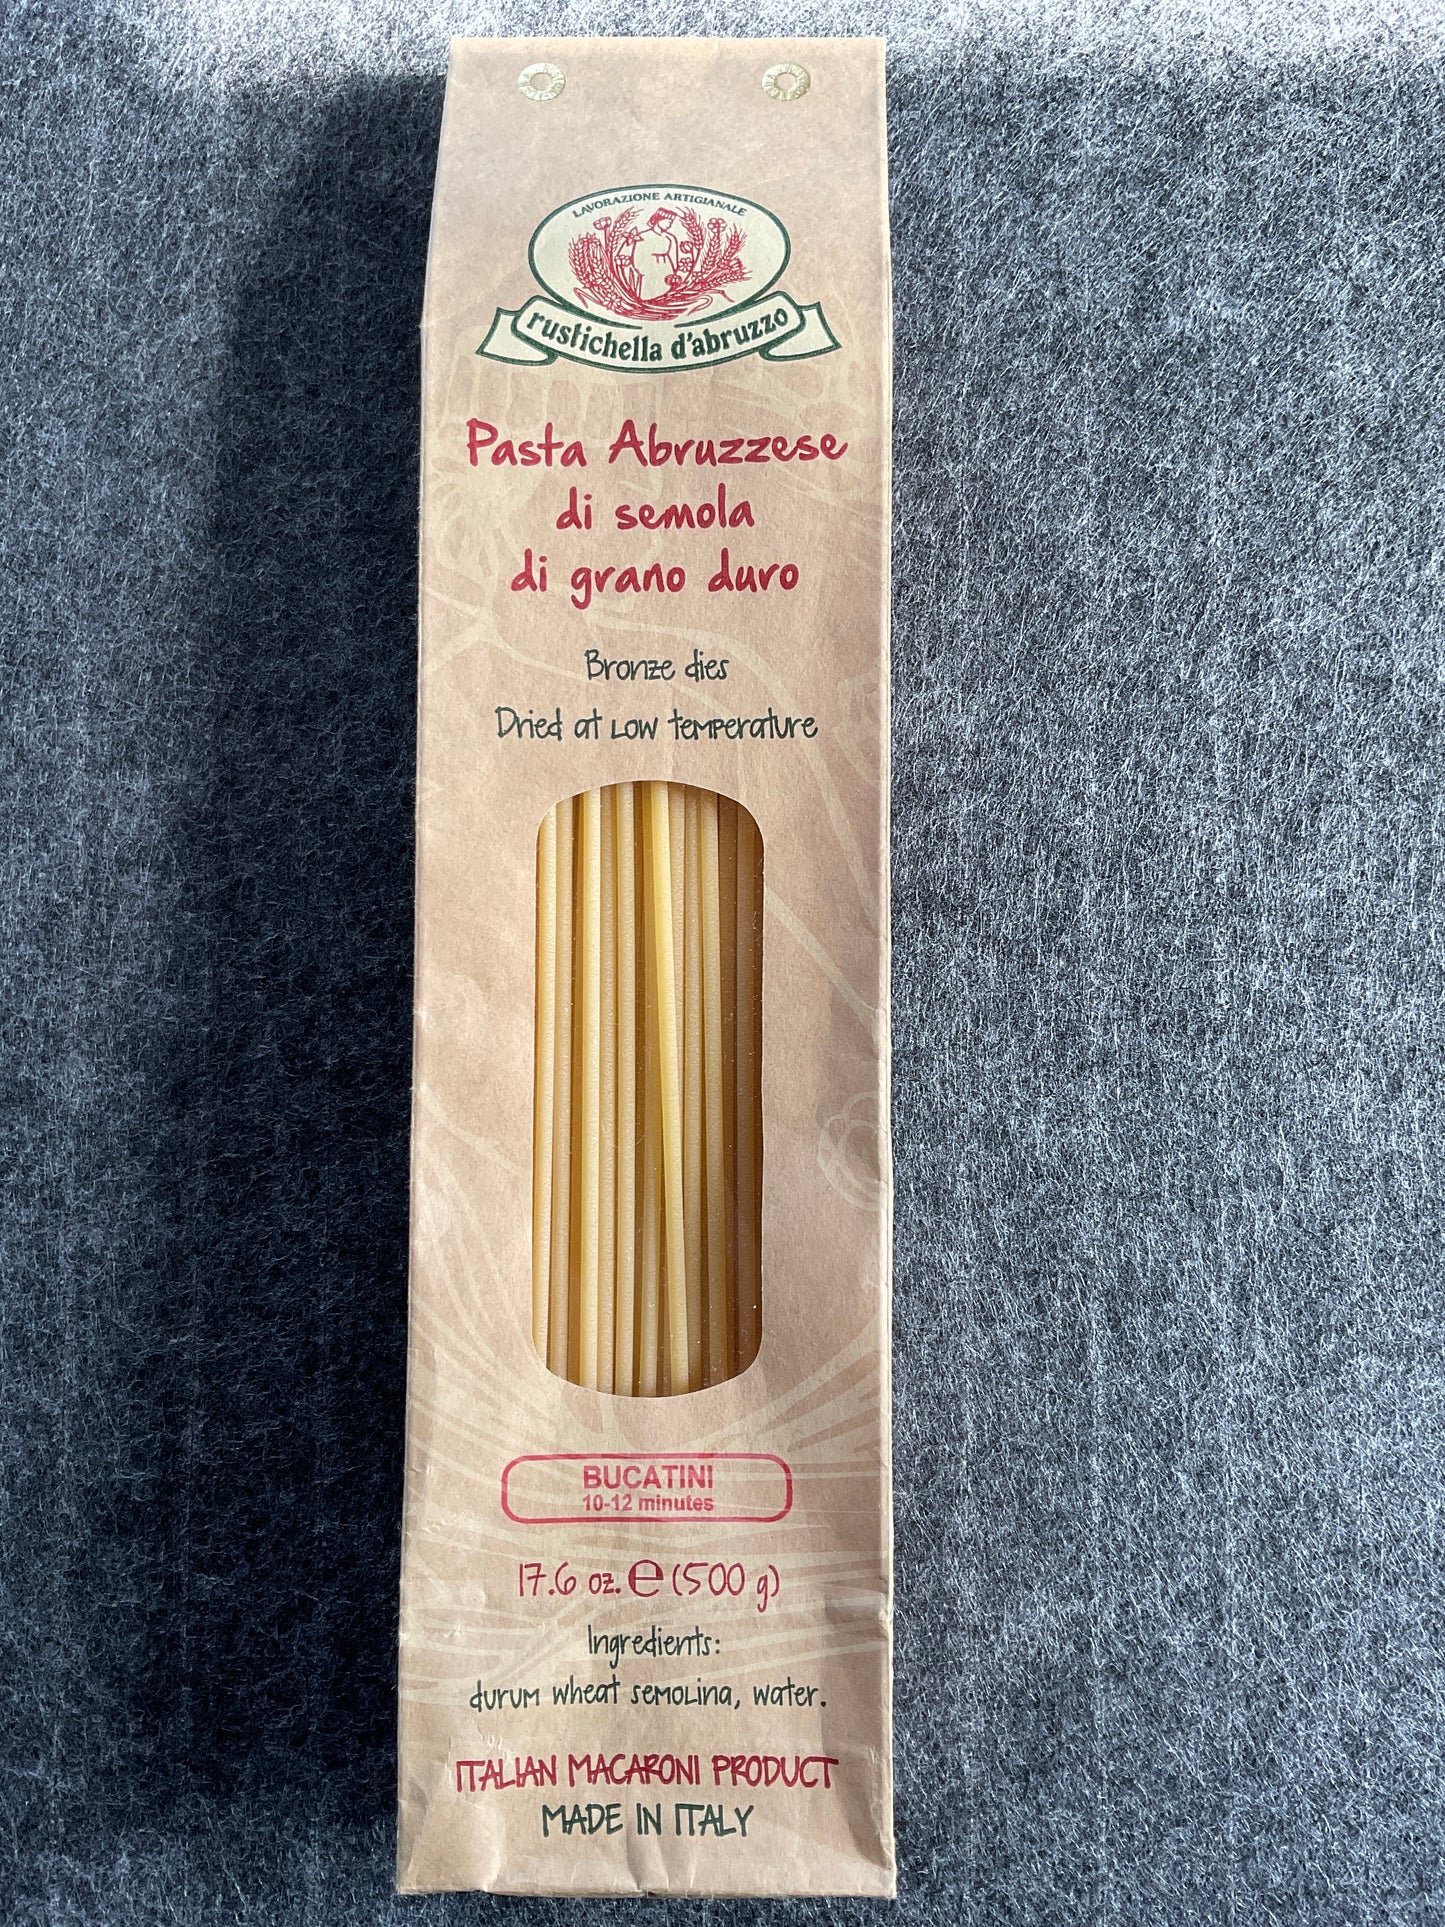 LAVORAZIONE ARTIGIANALE
rustichella d'abruzzo
Pasta Abruzzese
di semola
di grano duro
Bronze dies
Dried at low temperature
BUCATINI
10-12 minutes
17.6 oz. ℮ (500 g)
Ingredients:
durum wheat semolina, water.
ITALIAN MACARONI PRODUCT
MADE IN ITALY